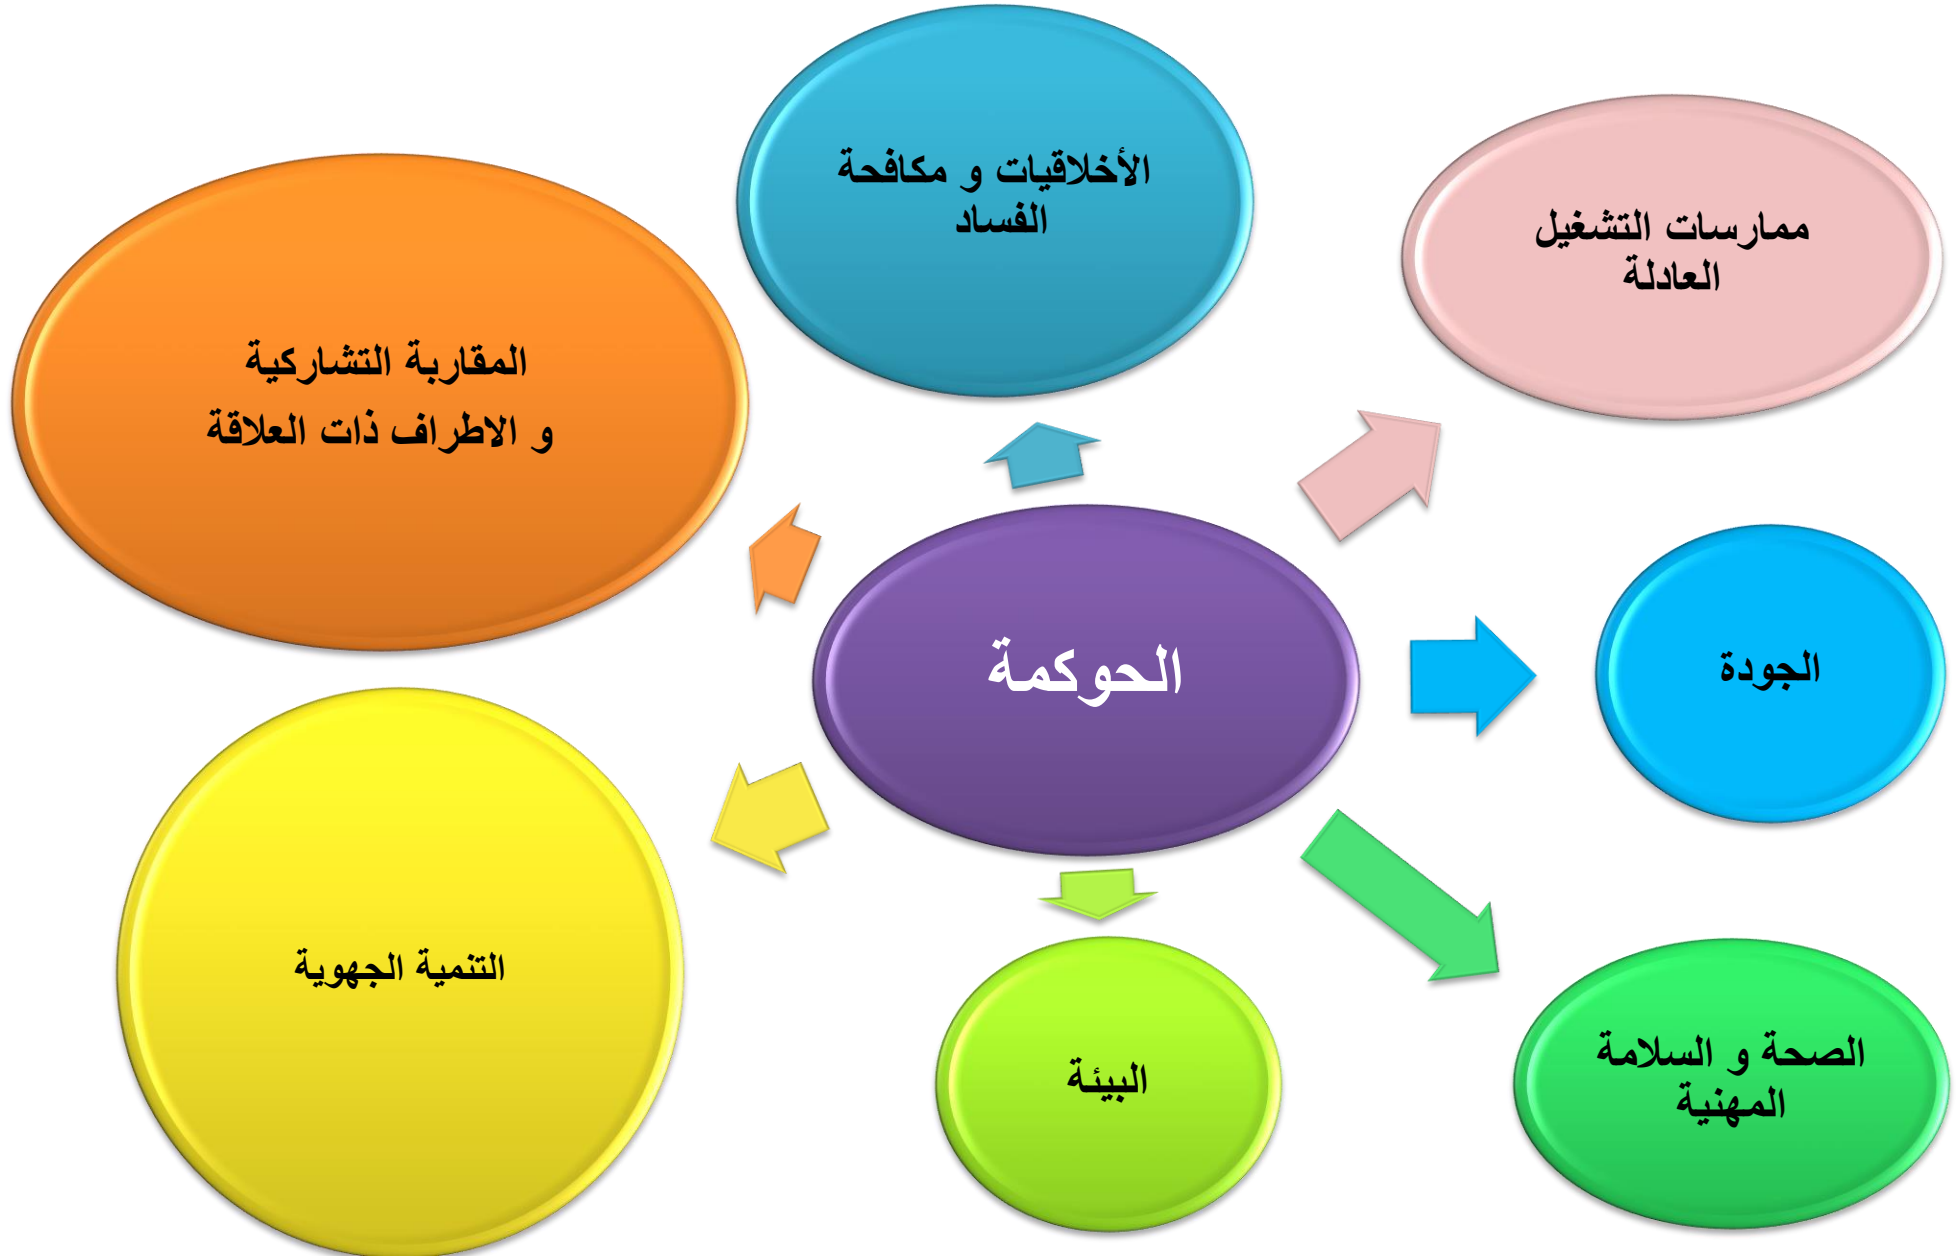 الأخلاقيات و مكافحة
الفساد
ممارسات التشغيل
العادلة
المقاربة التشاركية
و الاطراف ذات العلاقة
الحوكمة
الجودة
التنمية الجهوية
البيئة
الصحة و السلامة
المهنية